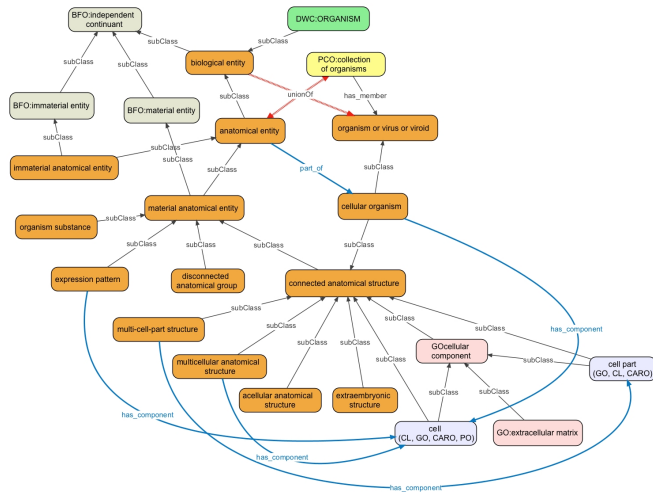 BFO:independent
continuant
DWC:ORGANISM
subClass
subClass
subClass
biological entity
PCO:collection
of organisms
subClass
subClass
unionOf
has_member
BFO:immaterial entity
BFO:material entity
anatomical entity
organism or virus or viroid
subClass
subClass
subClass
immaterial anatomical entity
part_of
subClass
subClass
material anatomical entity
cellular organism
organism substance
subClass
subClass
subClass
subClass
subClass
expression pattern
disconnected
anatomical group
connected anatomical structure
subClass
subClass
has_component
multi-cell-part structure
subClass
subClass
subClass
GOcellular
component
subClass
multicellular anatomical
structure
subClass
subClass
subClass
cell part
(GO, CL, CARO)
acellular anatomical
structure
extraembryonic
structure
subClass
subClass
has_component
cell
(CL, GO, CARO, PO)
GO:extracellular matrix
has_component
has_component